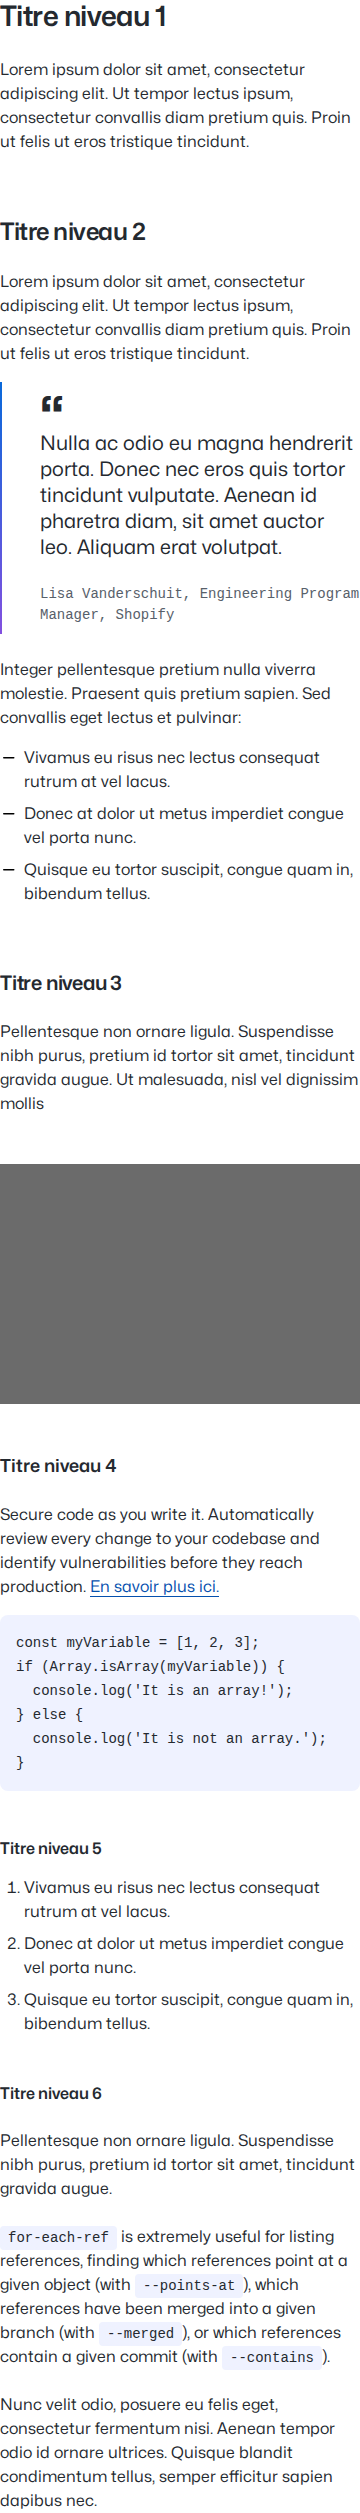 Titre niveau 1
Lorem ipsum dolor sit amet, consectetur
adipiscing elit. Ut tempor lectus ipsum,
consectetur convallis diam pretium quis. Proin
ut felis ut eros tristique tincidunt.
Titre niveau 2
Lorem ipsum dolor sit amet, consectetur
adipiscing elit. Ut tempor lectus ipsum,
consectetur convallis diam pretium quis. Proin
ut felis ut eros tristique tincidunt.
“
Nulla ac odio eu magna hendrerit
porta. Donec nec eros quis tortor
tincidunt vulputate. Aenean id
pharetra diam, sit amet auctor
leo. Aliquam erat volutpat.
Lisa Vanderschuit, Engineering Program
Manager, Shopify
Integer pellentesque pretium nulla viverra
molestie. Praesent quis pretium sapien. Sed
convallis eget lectus et pulvinar:
— Vivamus eu risus nec lectus consequat
rutrum at vel lacus.
— Donec at dolor ut metus imperdiet congue
vel porta nunc.
— Quisque eu tortor suscipit, congue quam in,
bibendum tellus.
Titre niveau 3
Pellentesque non ornare ligula. Suspendisse
nibh purus, pretium id tortor sit amet, tincidunt
gravida augue. Ut malesuada, nisl vel dignissim
mollis
Titre niveau 4
Secure code as you write it. Automatically
review every change to your codebase and
identify vulnerabilities before they reach
production. En savoir plus ici.
const myVariable = [1, 2, 3];
if (Array.isArray(myVariable)) {
  console.log('It is an array!');
} else {
  console.log('It is not an array.');
}
Titre niveau 5
1. Vivamus eu risus nec lectus consequat
rutrum at vel lacus.
2. Donec at dolor ut metus imperdiet congue
vel porta nunc.
3. Quisque eu tortor suscipit, congue quam in,
bibendum tellus.
Titre niveau 6
Pellentesque non ornare ligula. Suspendisse
nibh purus, pretium id tortor sit amet, tincidunt
gravida augue.
for-each-ref is extremely useful for listing
references, finding which references point at a
given object (with --points-at ), which
references have been merged into a given
branch (with --merged ), or which references
contain a given commit (with --contains ).
Nunc velit odio, posuere eu felis eget,
consectetur fermentum nisi. Aenean tempor
odio id ornare ultrices. Quisque blandit
condimentum tellus, semper efficitur sapien
dapibus nec.